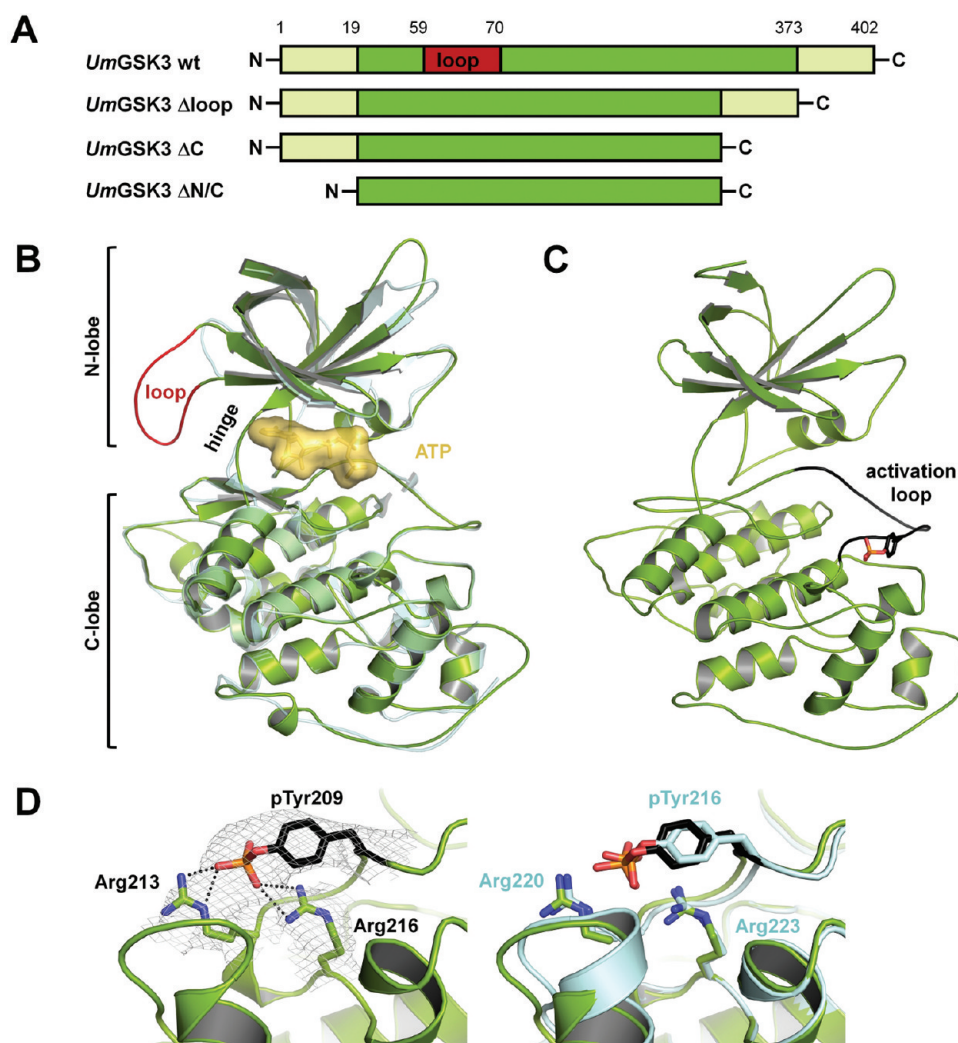 A
1 19 59 70 373 402
UmGSK3 wt N loop C
UmGSK3 Δloop N C
UmGSK3 ΔC N C
UmGSK3 ΔN/C N C
B
C
N-lobe
loop
hinge
ATP
activation
loop
C-lobe
D
pTyr209
pTyr216
Arg213
Arg220
Arg216
Arg223